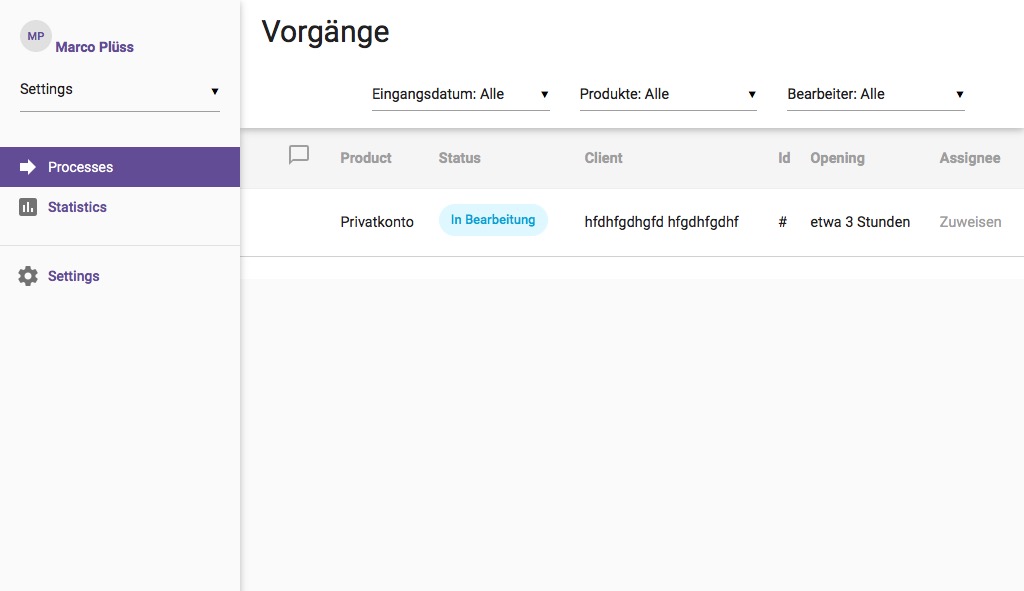 MP
Marco Plüss
Settings
Processes
Statistics
Settings
Vorgänge
Eingangsdatum: Alle Produkte: Alle Bearbeiter: Alle
Product Status Client Id Opening Assignee
Privatkonto In Bearbeitung hfdhfgdhgfd hfgdhfgdhf # etwa 3 Stunden Zuweisen